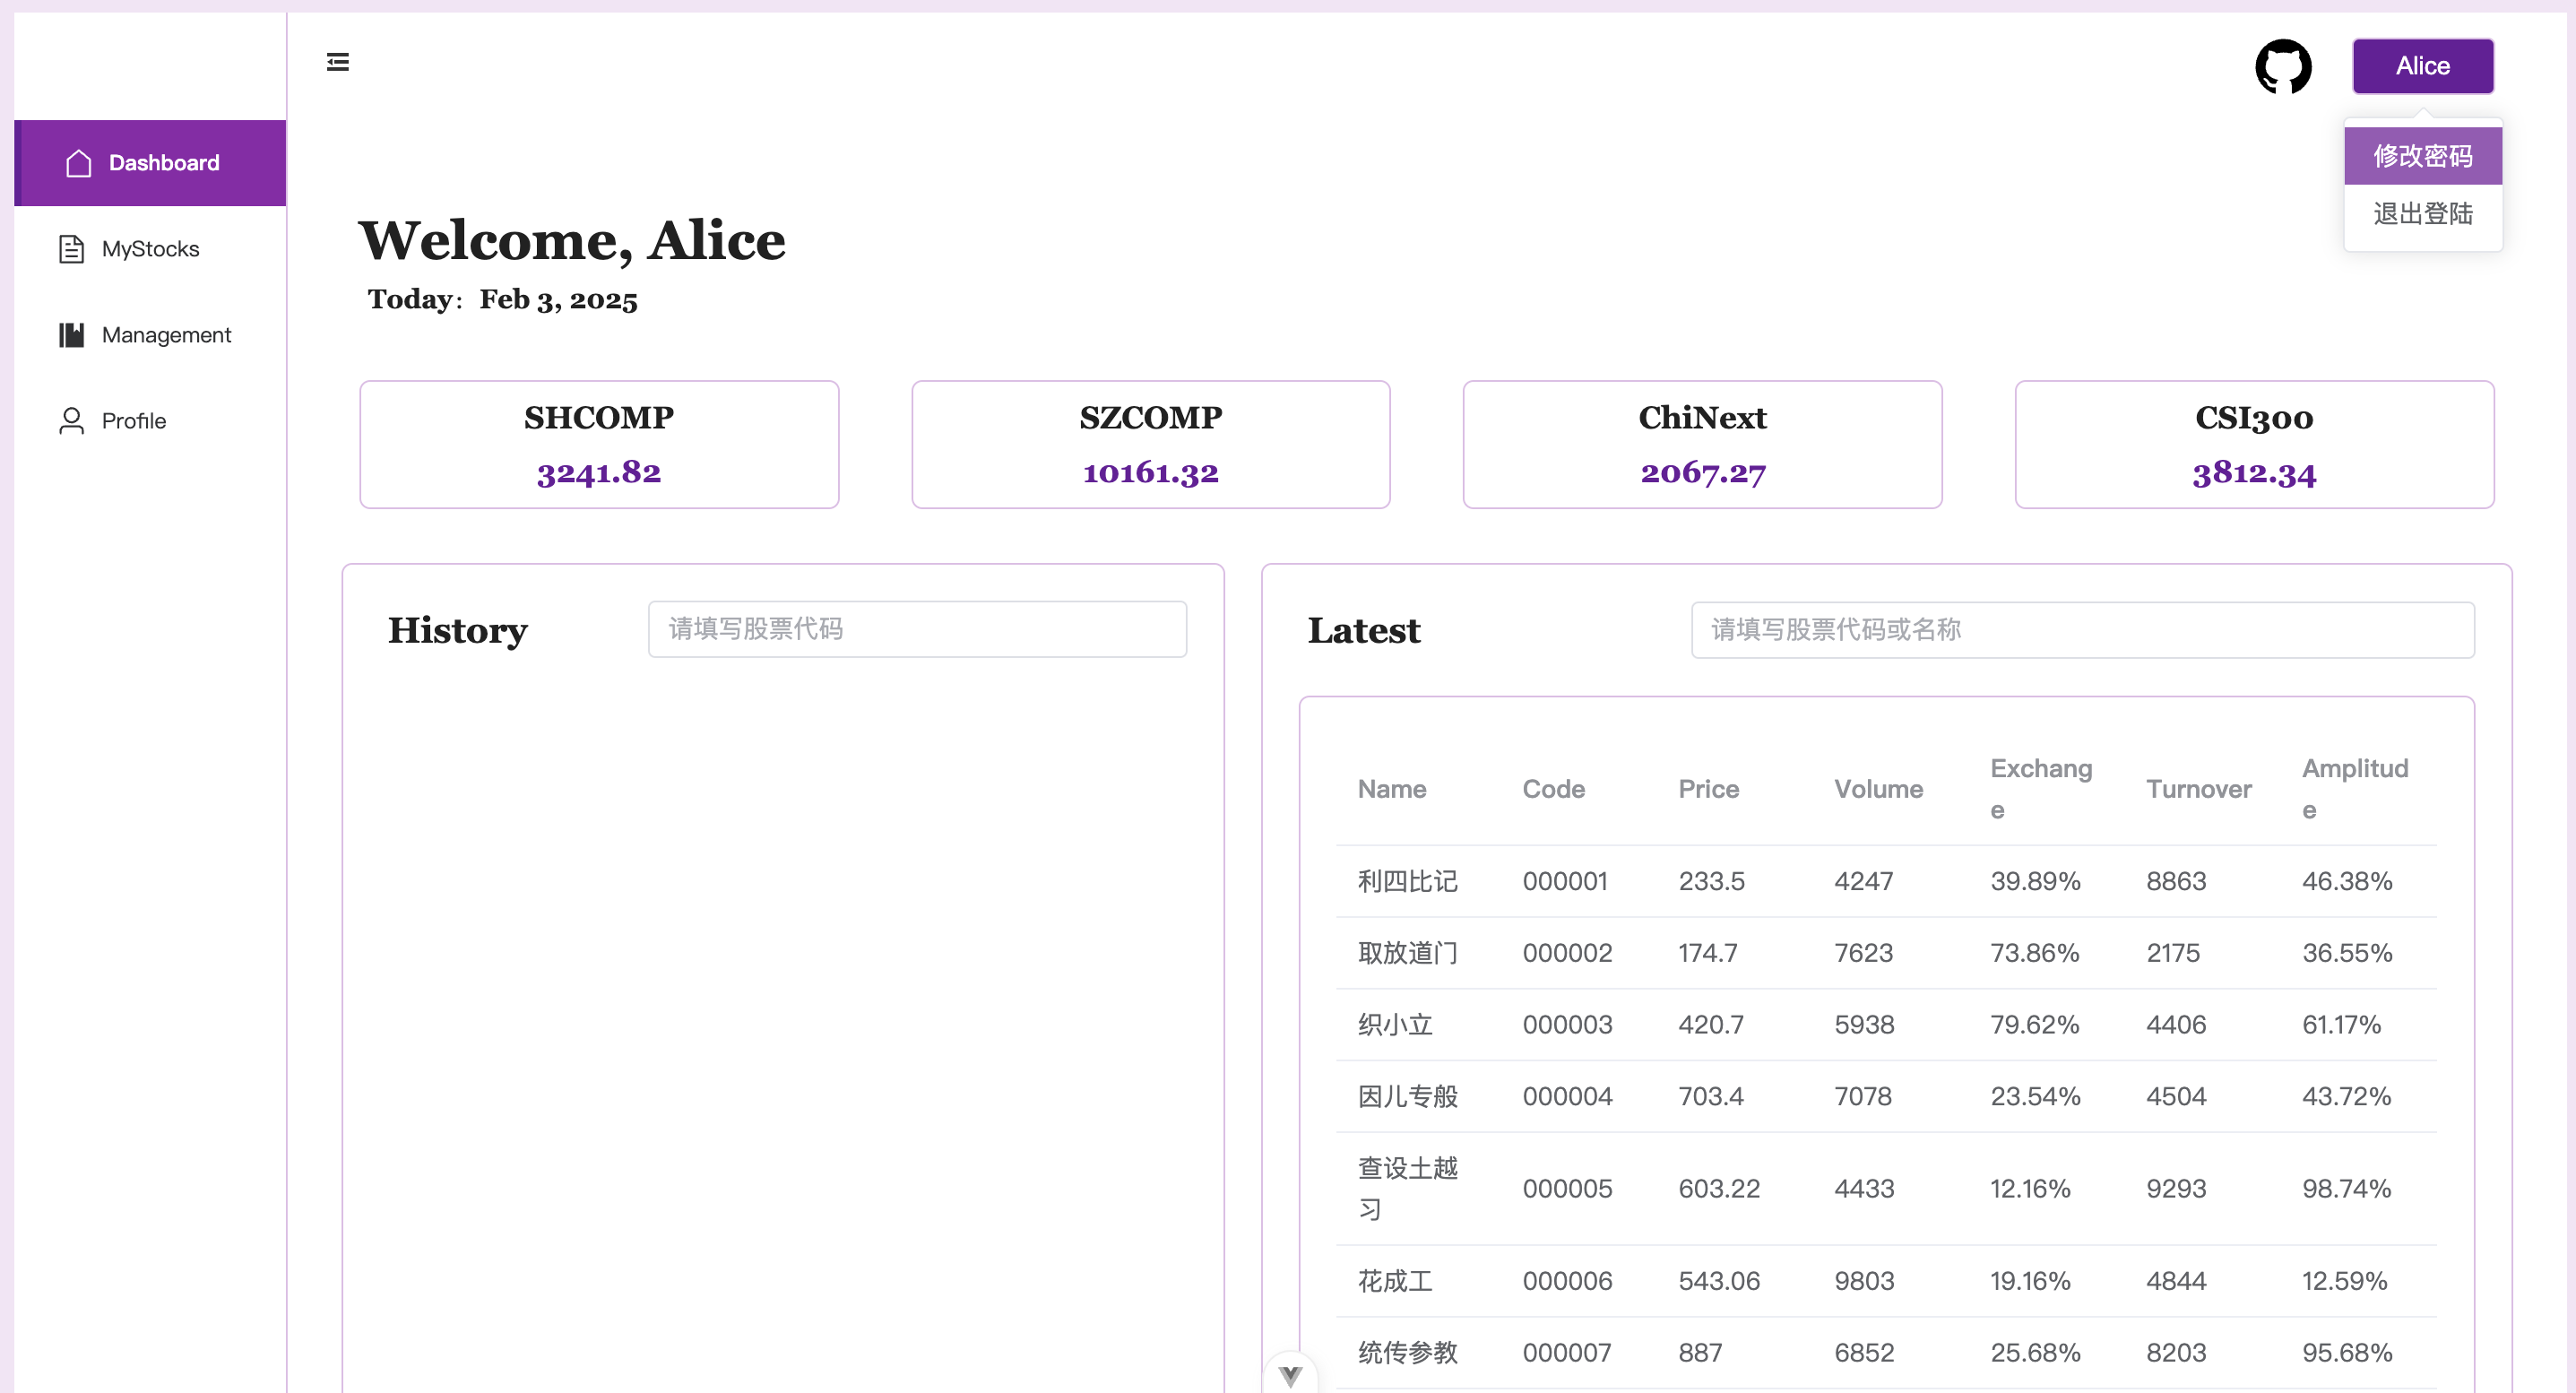 Alice
修改密码
退出登陆
Dashboard
MyStocks
Management
Profile
Welcome, Alice
Today：Feb 3, 2025
SHCOMP
3241.82
SZCOMP
10161.32
ChiNext
2067.27
CSI300
3812.34
History
请填写股票代码
Latest
请填写股票代码或名称
Name Code Price Volume Exchang Turnover Amplitud
e e
利四比记 000001 233.5 4247 39.89% 8863 46.38%
取放道门 000002 174.7 7623 73.86% 2175 36.55%
织小立 000003 420.7 5938 79.62% 4406 61.17%
因儿专般 000004 703.4 7078 23.54% 4504 43.72%
查设土越
习 000005 603.22 4433 12.16% 9293 98.74%
花成工 000006 543.06 9803 19.16% 4844 12.59%
统传参教 000007 887 6852 25.68% 8203 95.68%